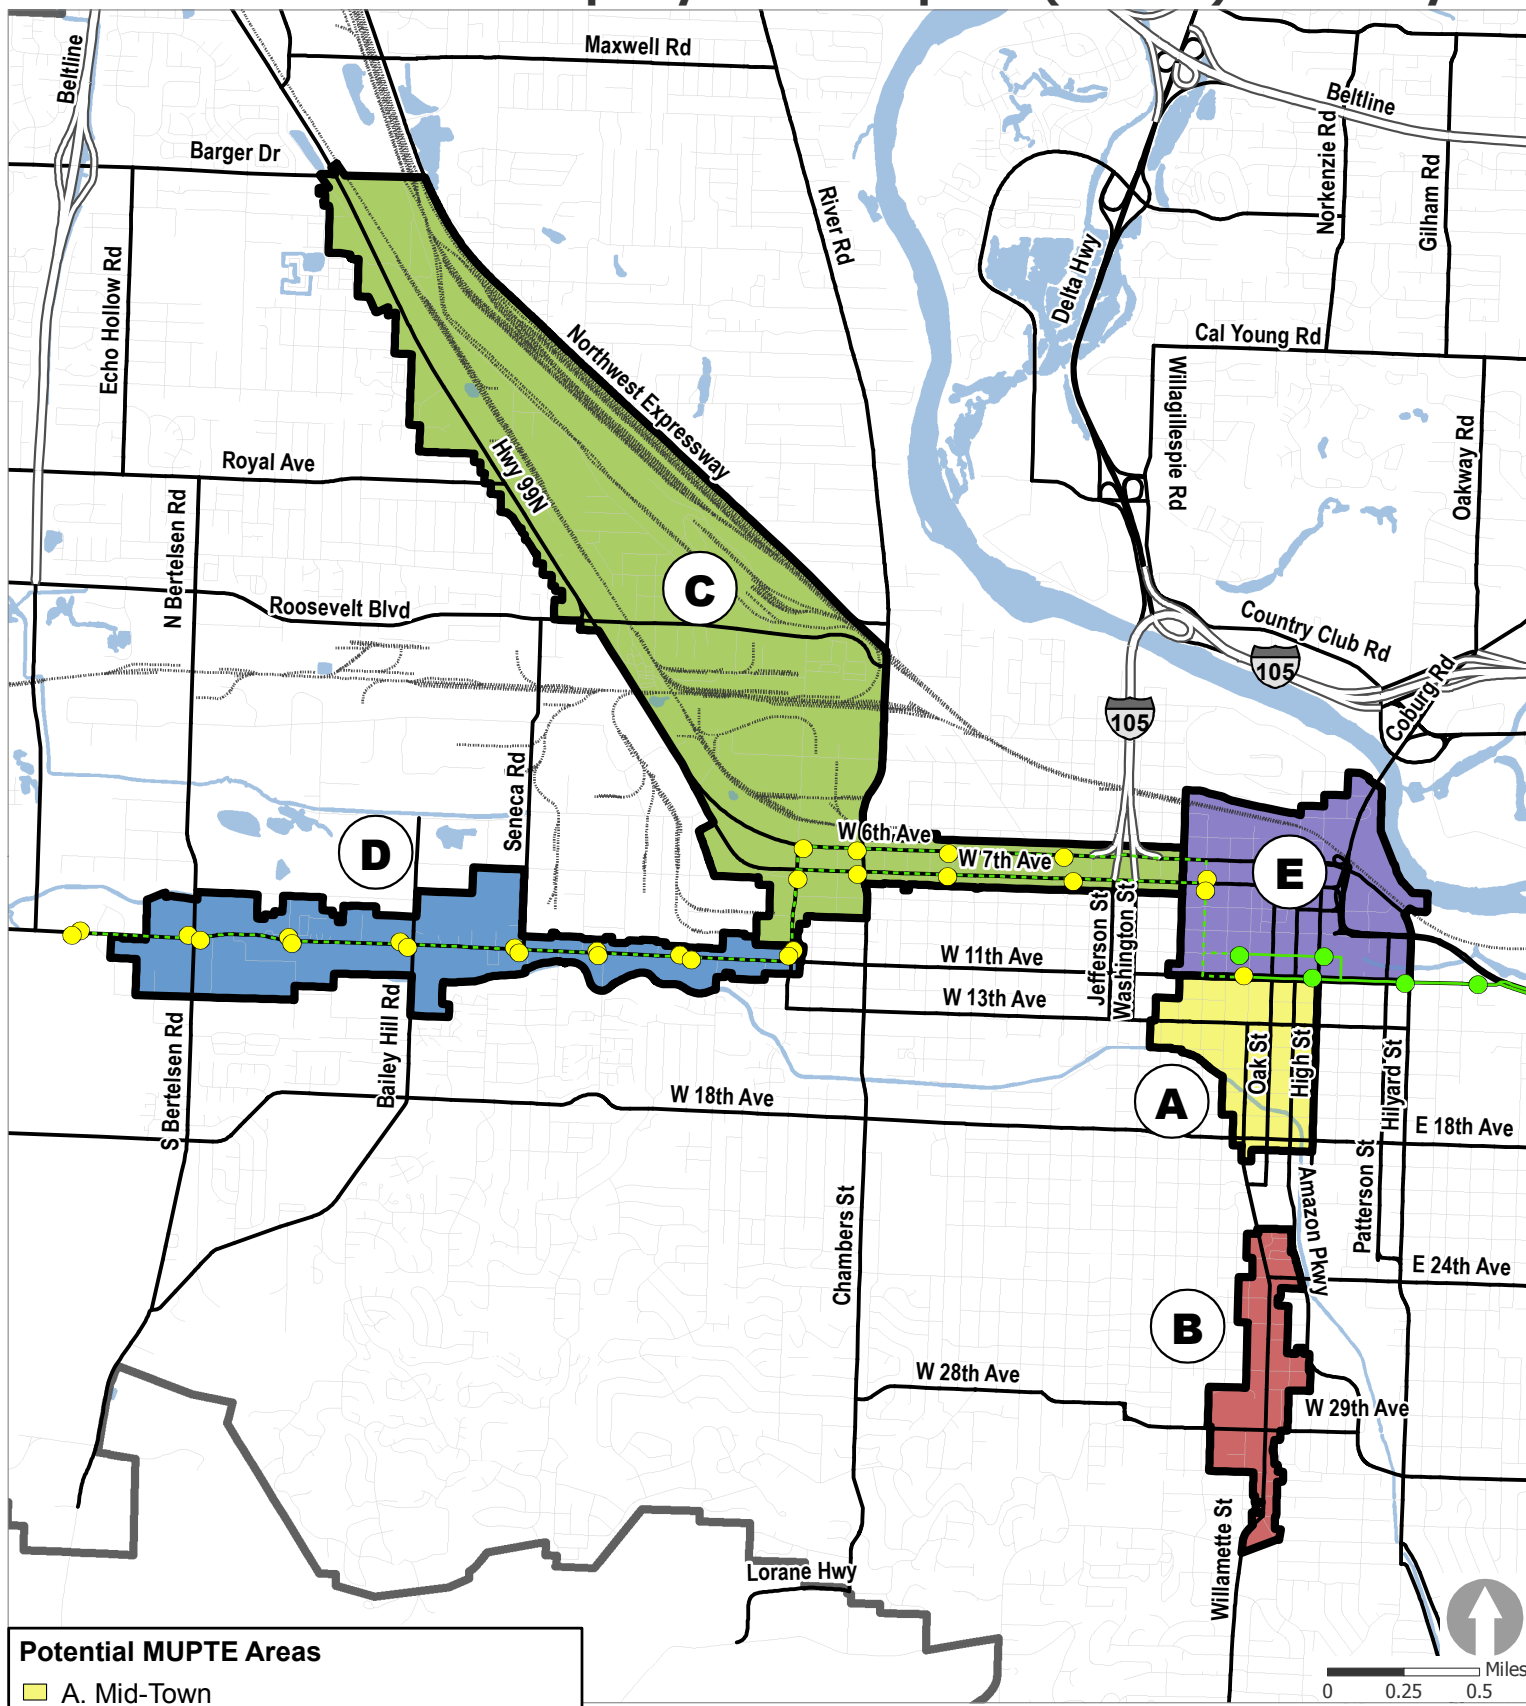 Maxwell Rd
Beltline
Beltline
Barger Dr
Norkenzie Rd
Gilham Rd
River Rd
Echo Hollow Rd
Delta Hwy
Cal Young Rd
Northwest Expressway
Willagillespie Rd
Oakway Rd
Royal Ave
Hwy 99N
N Bertelsen Rd
C
Roosevelt Blvd
Country Club Rd
105
105
Coburg Rd
Seneca Rd
W 6th Ave
W 7th Ave
D
E
Jefferson St
Washington St
W 11th Ave
W 13th Ave
S Bertelsen Rd
Bailey Hill Rd
Oak St
High St
Hilyard St
W 18th Ave
A
E 18th Ave
Patterson St
Amazon Pkwy
Chambers St
E 24th Ave
B
W 28th Ave
W 29th Ave
Willamette St
Lorane Hwy
Potential MUPTE Areas
A. Mid-Town
Miles
0 0.25 0.5